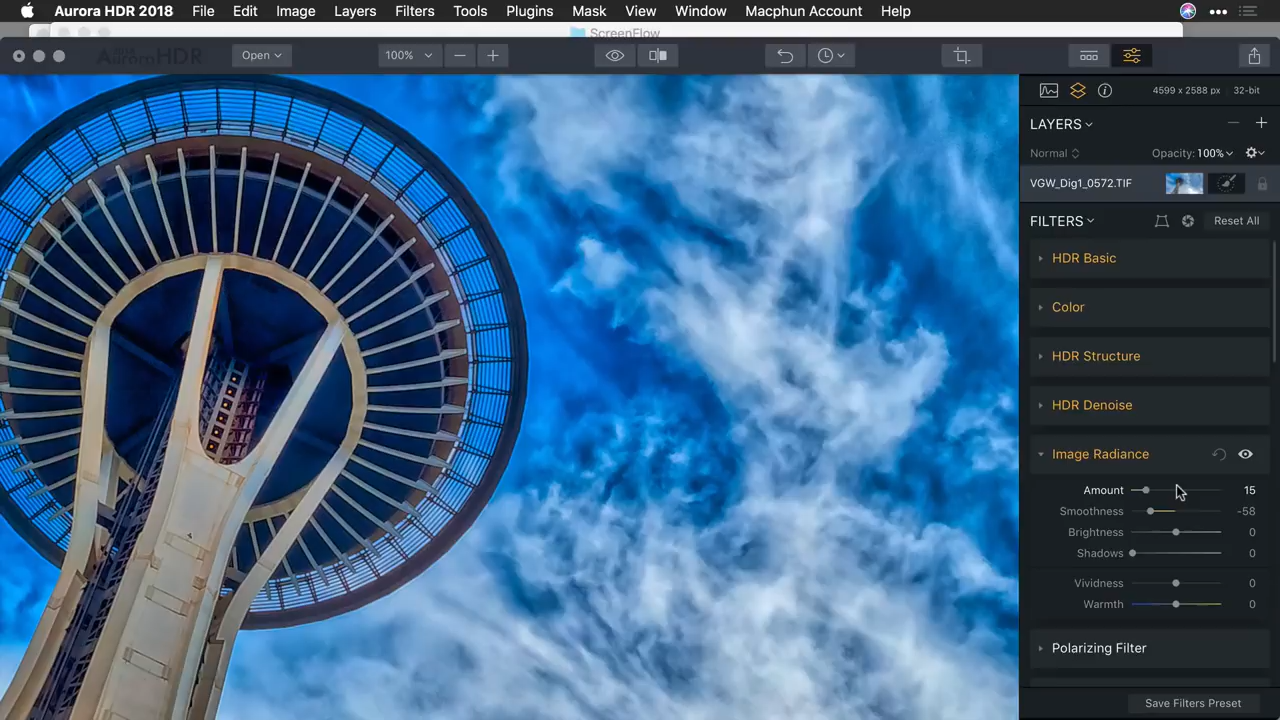 Aurora HDR 2018 File Edit Image Layers Filters Tools Plugins Mask View Window Macphun Account Help
ScreenFlow
AuroraHDR Open 100%
4599 x 2588 px 32-bit
LAYERS
Normal Opacity: 100%
VGW_Dig1_0572.TIF
FILTERS Reset All
HDR Basic
Color
HDR Structure
HDR Denoise
Image Radiance
Amount 15
Smoothness -58
Brightness 0
Shadows 0
Vividness 0
Warmth 0
Polarizing Filter
Save Filters Preset